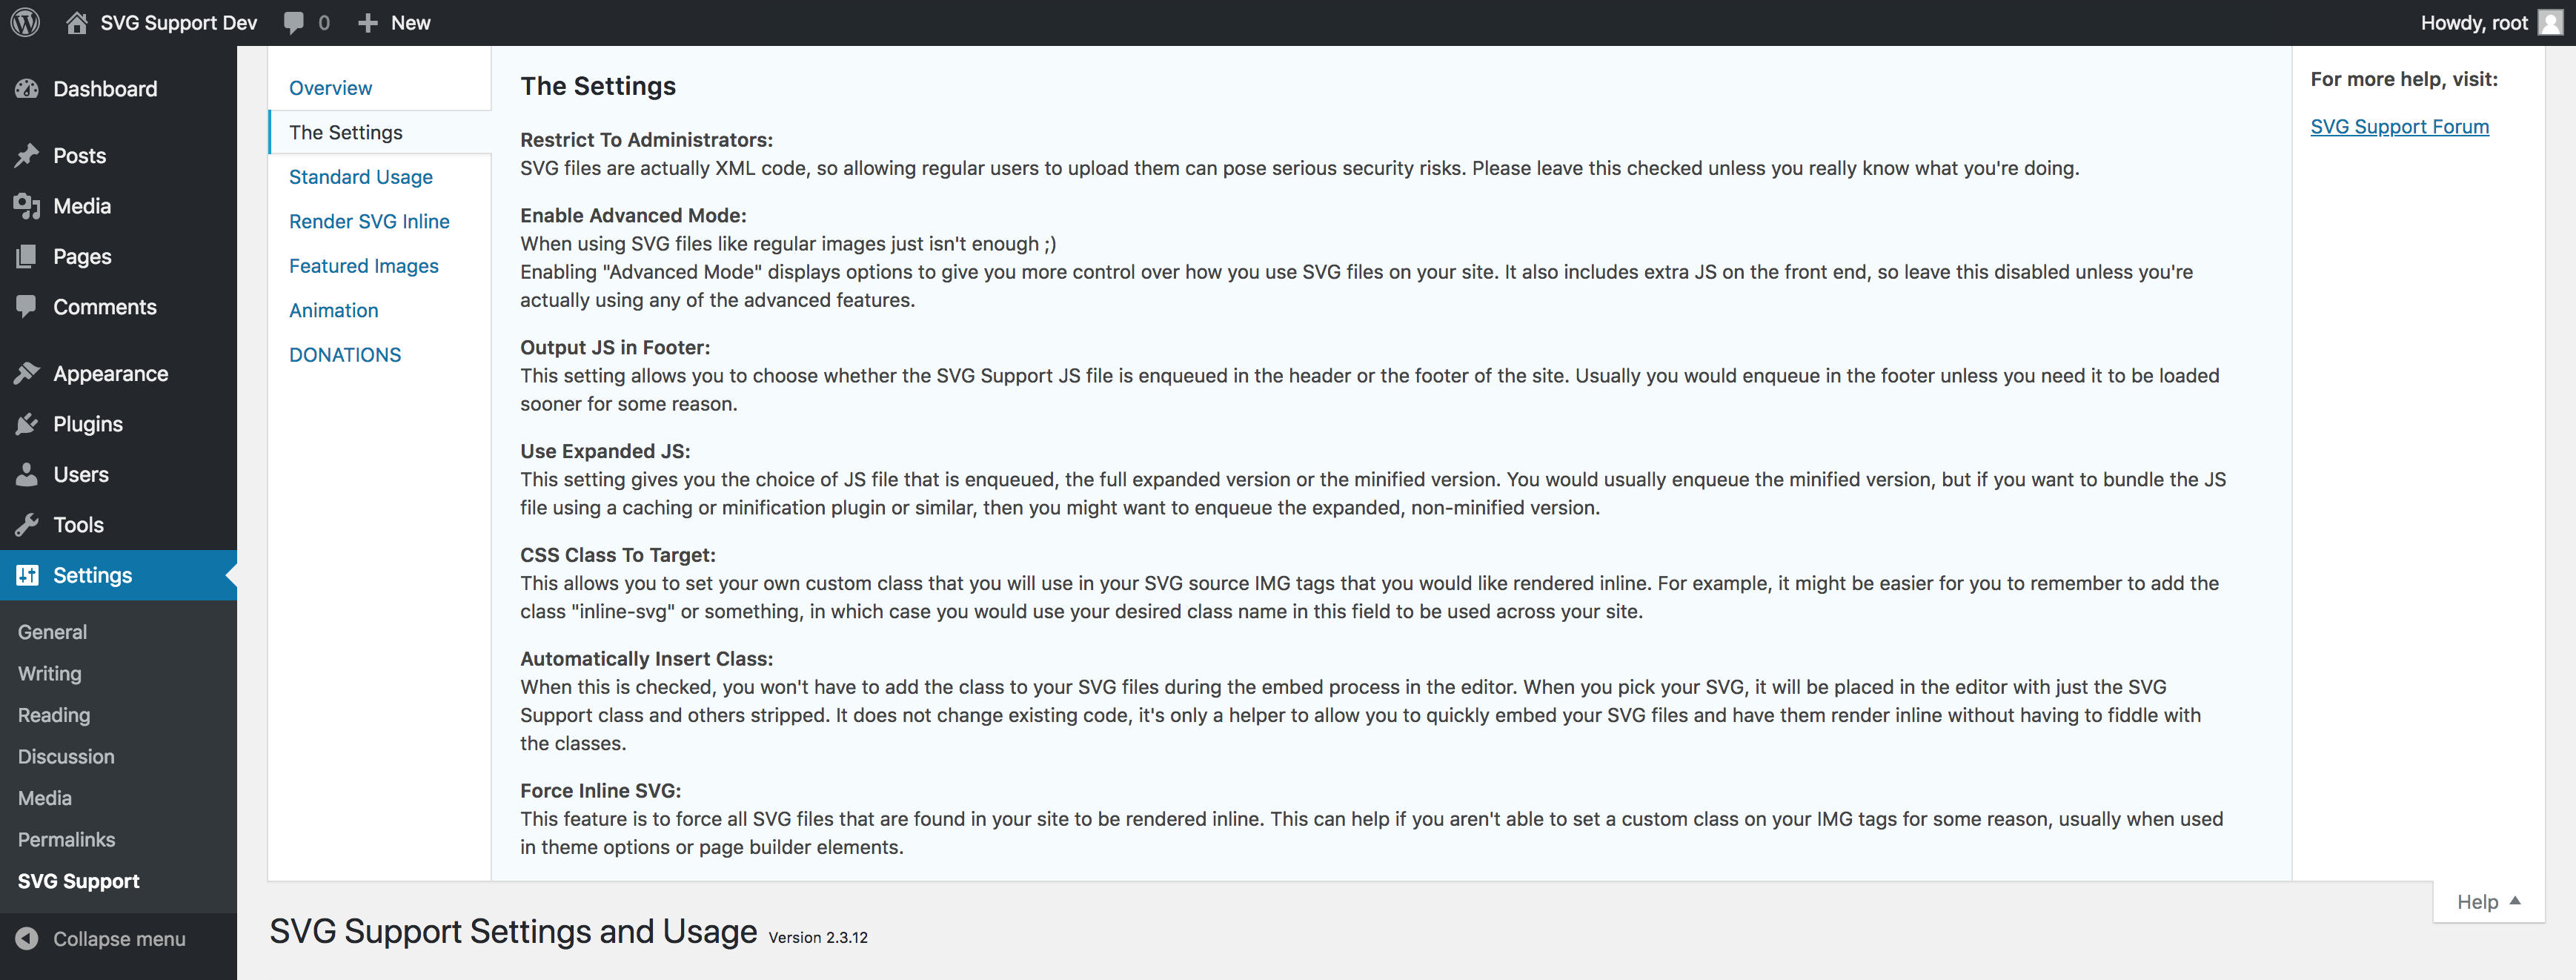 SVG Support Dev
0
New
Howdy, root
Dashboard
Posts
Media
Pages
Comments
Appearance
Plugins
Users
Tools
Settings
General
Writing
Reading
Discussion
Media
Permalinks
SVG Support
Collapse menu
Overview
The Settings
Standard Usage
Render SVG Inline
Featured Images
Animation
DONATIONS
The Settings
Restrict To Administrators:
SVG files are actually XML code, so allowing regular users to upload them can pose serious security risks. Please leave this checked unless you really know what you're doing.
Enable Advanced Mode:
When using SVG files like regular images just isn't enough ;)
Enabling "Advanced Mode" displays options to give you more control over how you use SVG files on your site. It also includes extra JS on the front end, so leave this disabled unless you're
actually using any of the advanced features.
Output JS in Footer:
This setting allows you to choose whether the SVG Support JS file is enqueued in the header or the footer of the site. Usually you would enqueue in the footer unless you need it to be loaded
sooner for some reason.
Use Expanded JS:
This setting gives you the choice of JS file that is enqueued, the full expanded version or the minified version. You would usually enqueue the minified version, but if you want to bundle the JS
file using a caching or minification plugin or similar, then you might want to enqueue the expanded, non-minified version.
CSS Class To Target:
This allows you to set your own custom class that you will use in your SVG source IMG tags that you would like rendered inline. For example, it might be easier for you to remember to add the
class "inline-svg" or something, in which case you would use your desired class name in this field to be used across your site.
Automatically Insert Class:
When this is checked, you won't have to add the class to your SVG files during the embed process in the editor. When you pick your SVG, it will be placed in the editor with just the SVG
Support class and others stripped. It does not change existing code, it's only a helper to allow you to quickly embed your SVG files and have them render inline without having to fiddle with
the classes.
Force Inline SVG:
This feature is to force all SVG files that are found in your site to be rendered inline. This can help if you aren't able to set a custom class on your IMG tags for some reason, usually when used
in theme options or page builder elements.
For more help, visit:
SVG Support Forum
Help
SVG Support Settings and Usage Version 2.3.12